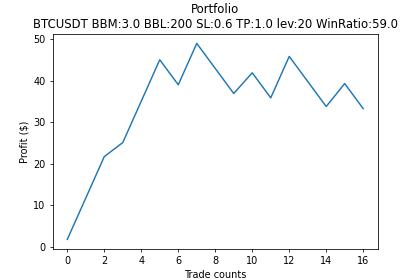 Portfolio
BTCUSDT BBM:3.0 BBL:200 SL:0.6 TP:1.0 lev:20 WinRatio:59.0
50
40
30
20
10
0
Profit ($)
0 2 4 6 8 10 12 14 16
Trade counts